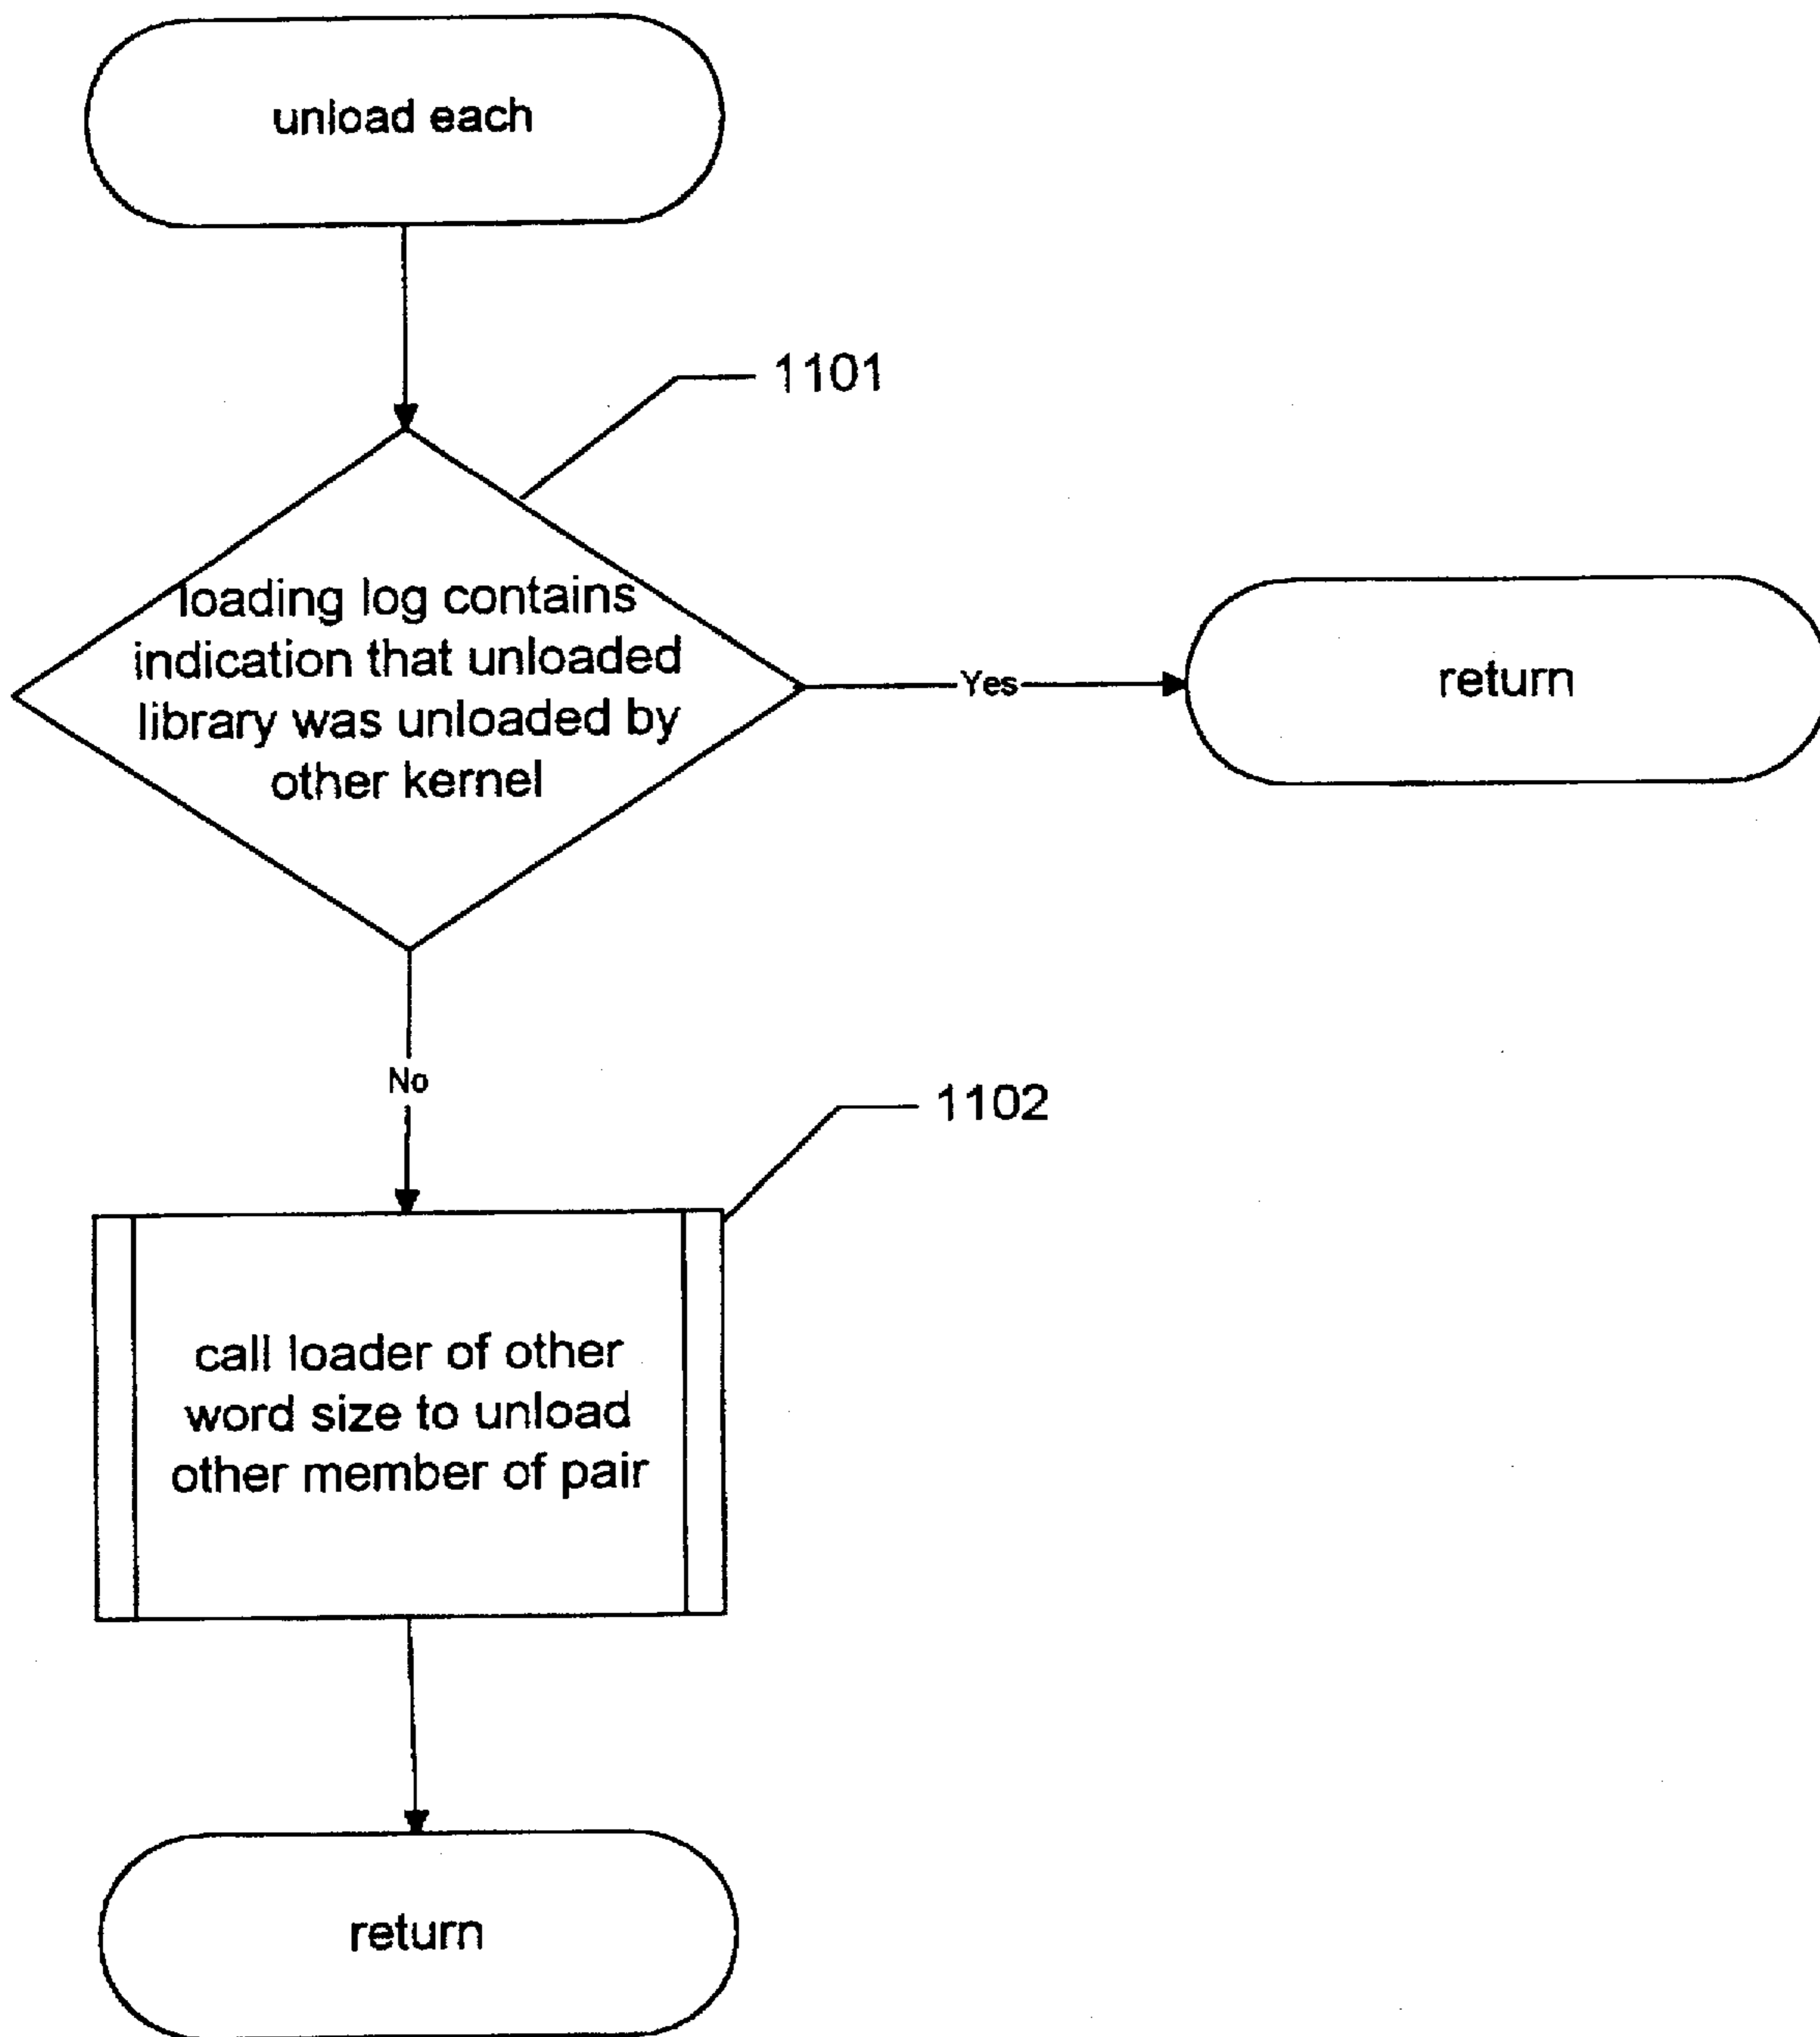 unload each
1101
loading log contains
indication that unloaded
library was unloaded by
other kernel
Yes
return
No
1102
call loader of other
word size to unload
other member of pair
return